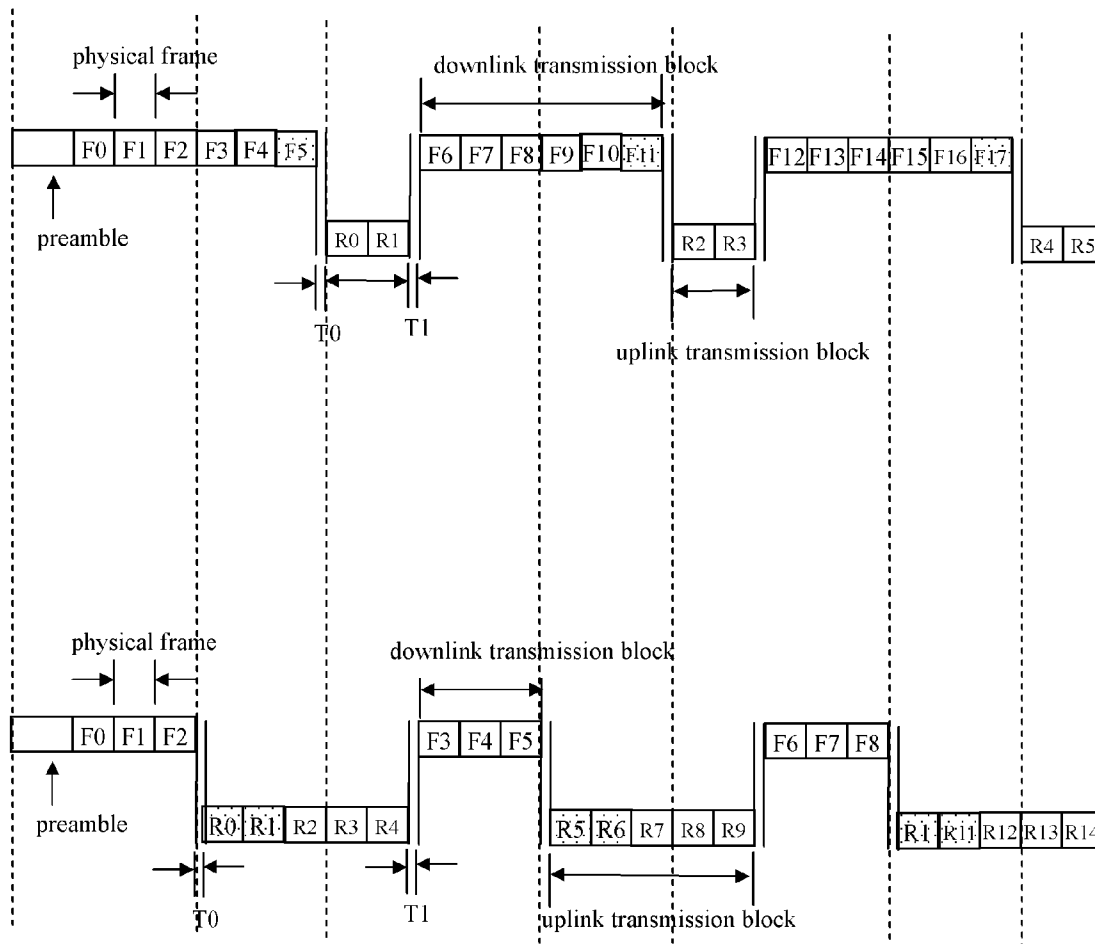 physical frame
downlink transmission block
F0 F1 F2 F3 F4 F5
F6 F7 F8 F9 F10 F11
F12 F13 F14 F15 F16 F17
preamble
R0 R1
R2 R3
R4 R5
T0
T1
uplink transmission block
physical frame
downlink transmission block
F0 F1 F2
F3 F4 F5
F6 F7 F8
preamble
R0 R1 R2 R3 R4
R5 R6 R7 R8 R9
R1 R11 R12 R13 R14
T0
T1
uplink transmission block